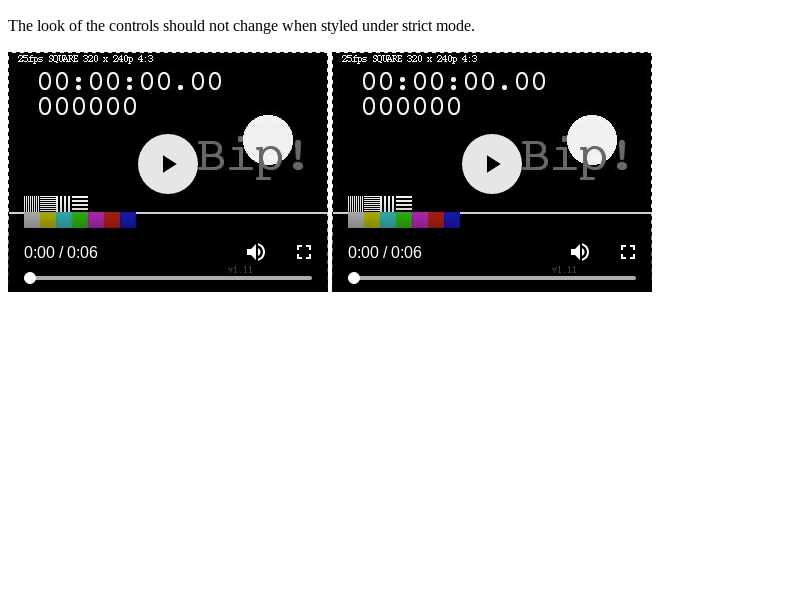 The look of the controls should not change when styled under strict mode.
25fps SQUARE 320 x 240p 4:3
00:00:00.00
000000
Bip!
0:00 / 0:06
v1.11
25fps SQUARE 320 x 240p 4:3
00:00:00.00
000000
Bip!
0:00 / 0:06
v1.11